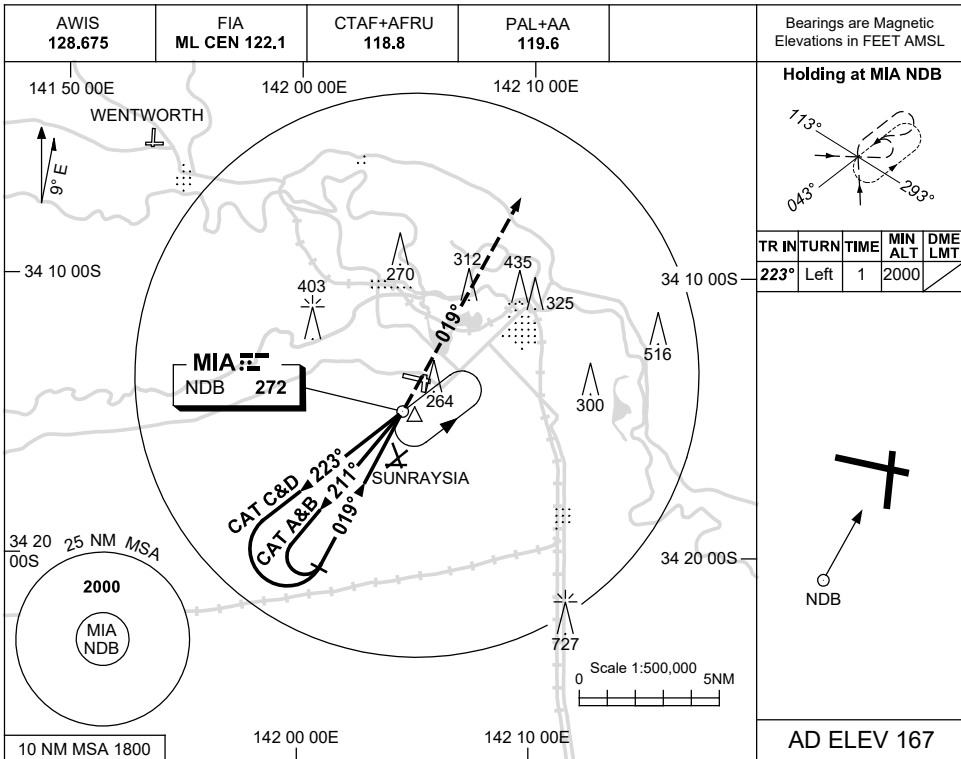 AWIS
128.675
FIA
ML CEN 122.1
CTAF+AFRU
118.8
PAL+AA
119.6
Bearings are Magnetic
Elevations in FEET AMSL
141 50 00E
142 00 00E
142 10 00E
WENTWORTH
9° E
34 10 00S
34 10 00S
270
312
435
325
403
516
300
264
019°
MIA
NDB 272
SUNRAYSIA
CAT C&D
223°
CAT A&B
211°
019°
34 20
00S
34 20 00S
25 NM MSA
2000
MIA
NDB
727
Scale 1:500,000
0
5NM
142 00 00E
142 10 00E
10 NM MSA 1800
Holding at MIA NDB
113°
043°
293°
TR IN TURN TIME MIN ALT DME LMT
223° Left 1 2000
NDB
AD ELEV 167